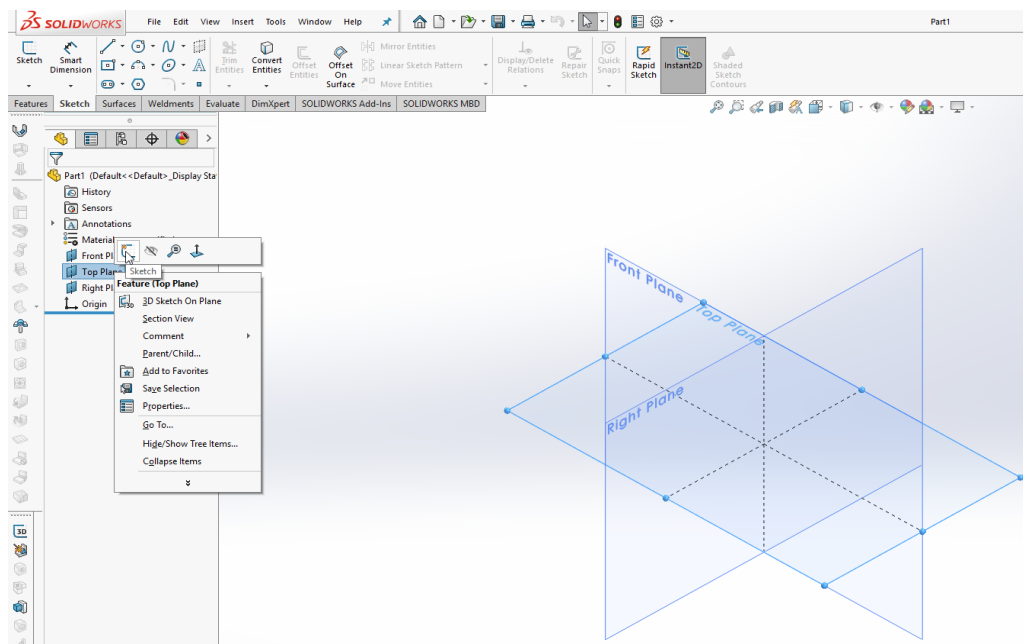 SOLIDWORKS File Edit View Insert Tools Window Help Part1
Sketch Smart Dimension Trim Entities Convert Entities Offset Entities Offset On Surface Mirror Entities Linear Sketch Pattern Move Entities Display/Delete Relations Repair Sketch Quick Snaps Rapid Sketch Instant2D Shaded Sketch Contours
Features Sketch Surfaces Weldments Evaluate DimXpert SOLIDWORKS Add-Ins SOLIDWORKS MBD
Part1 (Default<<Default>_Display Sta
History
Sensors
Annotations
Material
Front Pl
Top Plane
Sketch
Right Pl
Origin
Feature (Top Plane)
3D Sketch On Plane
Section View
Comment
Parent/Child...
Add to Favorites
Save Selection
Properties...
Go To...
Hide/Show Tree Items...
Collapse Items
3D
Front Plane
Top Plane
Right Plane